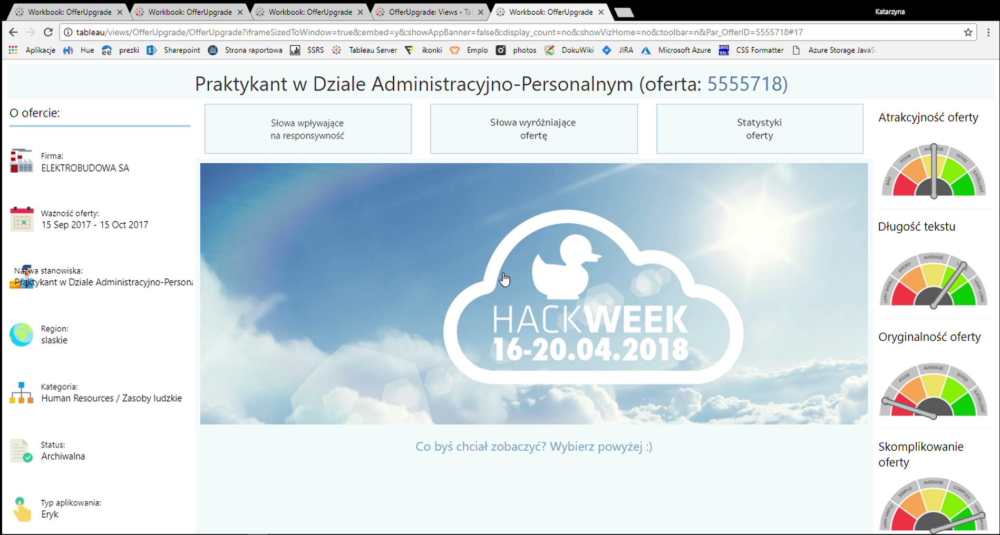 Workbook: OfferUpgrade
Workbook: OfferUpgrade
Workbook: OfferUpgrade
OfferUpgrade: Views - Ta
Workbook: OfferUpgrade
Katarzyna
tableau/views/OfferUpgrade/OfferUpgrade?iframeSizedToWindow=true&:embed=y&:showAppBanner=false&:display_count=no&:showVizHome=no&:toolbar=n&Par_OfferID=5555718#17
Aplikacje
Hue
prezki
Sharepoint
Strona raportowa
SSRS
Tableau Server
ikonki
Emplo
photos
DokuWiki
JIRA
Microsoft Azure
CSS Formatter
Azure Storage JavaSc
Praktykant w Dziale Administracyjno-Personalnym (oferta: 5555718)
O ofercie:
Firma:
ELEKTROBUDOWA SA
Ważność oferty:
15 Sep 2017 - 15 Oct 2017
Nazwa stanowiska:
Praktykant w Dziale Administracyjno-Persona
Region:
slaskie
Kategoria:
Human Resources / Zasoby ludzkie
Status:
Archiwalna
Typ aplikowania:
Eryk
Słowa wpływające
na responsywność
Słowa wyróżniające
ofertę
Statystyki
oferty
HACKWEEK
16-20.04.2018
Co byś chciał zobaczyć? Wybierz powyżej :)
Atrakcyjność oferty
BAD
POOR
AVERAGE
GOOD
EXCELLENT
Długość tekstu
VERY SHORT
SHORT
AVERAGE
VERY LONG
Oryginalność oferty
POOR
AVERAGE
GOOD
EXCELLENT
Skomplikowanie
oferty
VERY SIMPLE
SIMPLE
AVERAGE
COMPLEX